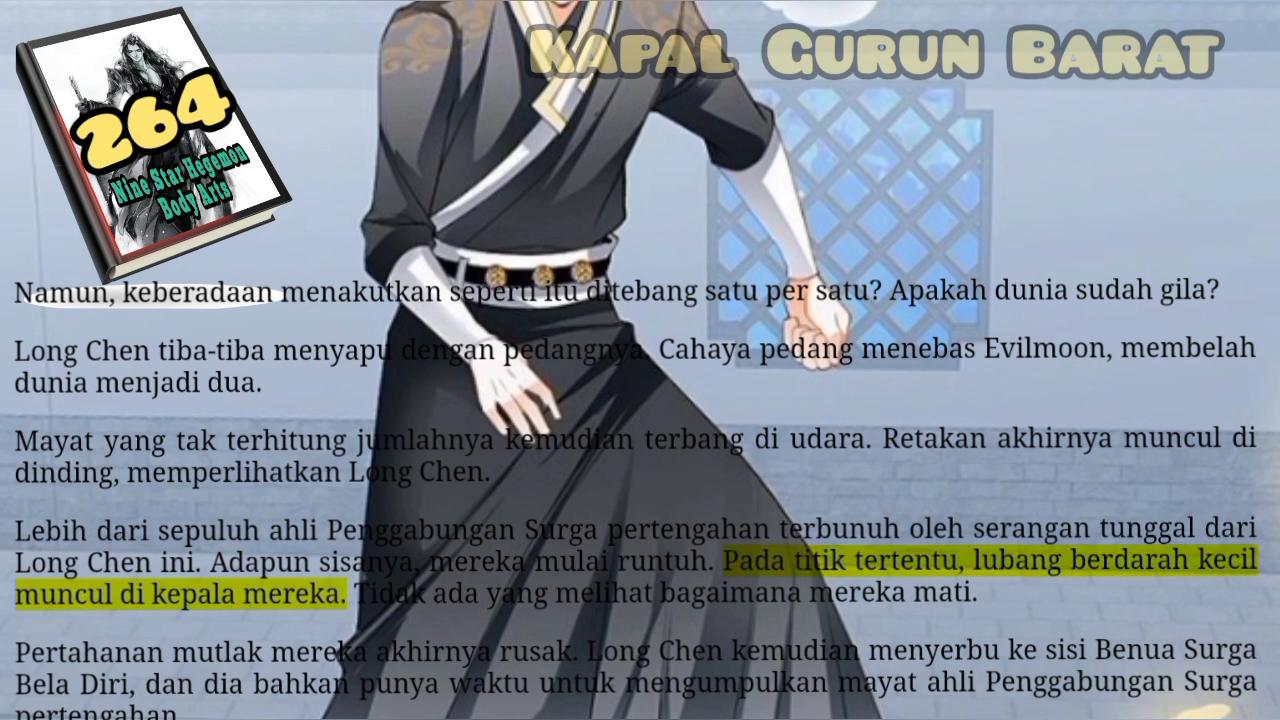 Kapal Gurun Barat
264
Nine Star Hegemon
Body Arts
Namun, keberadaan menakutkan seperti itu ditebang satu per satu? Apakah dunia sudah gila?
Long Chen tiba-tiba menyapu dengan pedangnya. Cahaya pedang menebas Evilmoon, membelah
dunia menjadi dua.
Mayat yang tak terhitung jumlahnya kemudian terbang di udara. Retakan akhirnya muncul di
dinding, memperlihatkan Long Chen.
Lebih dari sepuluh ahli Penggabungan Surga pertengahan terbunuh oleh serangan tunggal dari
Long Chen ini. Adapun sisanya, mereka mulai runtuh. Pada titik tertentu, lubang berdarah kecil
muncul di kepala mereka. Tidak ada yang melihat bagaimana mereka mati.
Pertahanan mutlak mereka akhirnya rusak. Long Chen kemudian menyerbu ke sisi Benua Surga
Bela Diri, dan dia bahkan punya waktu untuk mengumpulkan mayat ahli Penggabungan Surga
pertengahan.